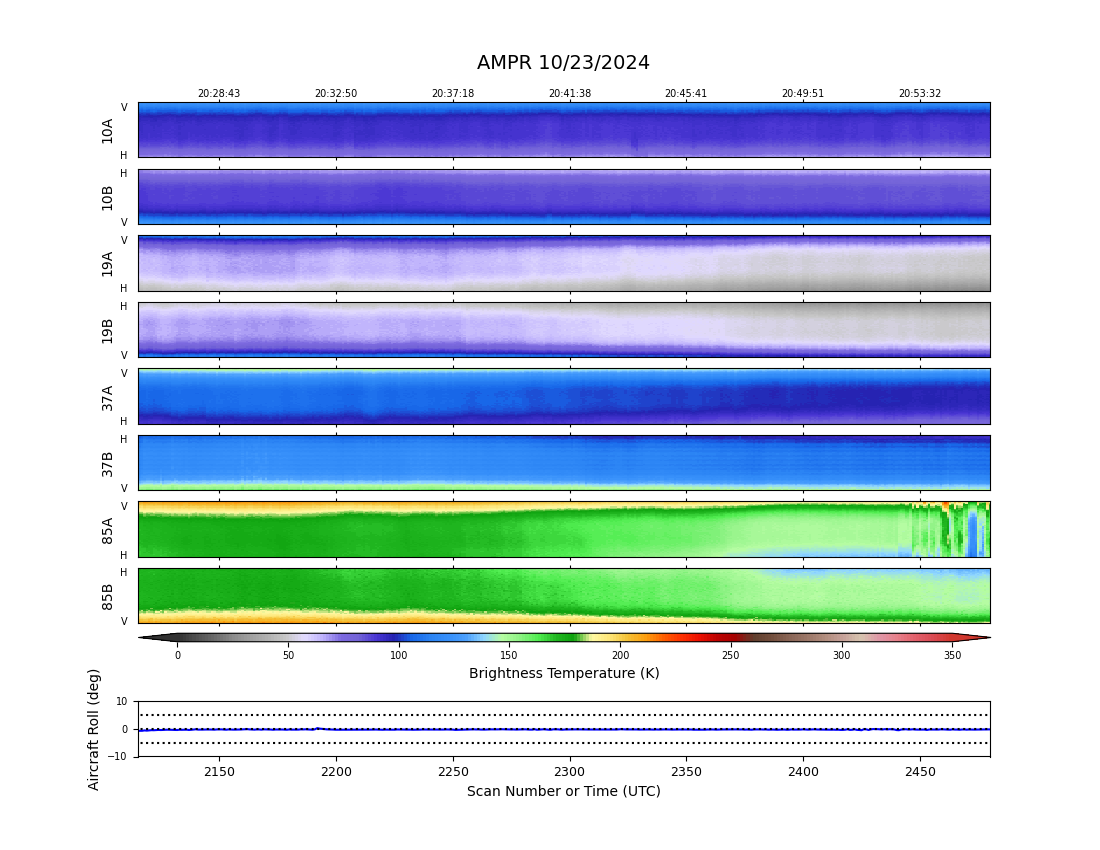 AMPR 10/23/2024
20:28:43 20:32:50 20:37:18 20:41:38 20:45:41 20:49:51 20:53:32
V
10A
H
H
10B
V
V
19A
H
H
19B
V
V
37A
H
H
37B
V
V
85A
H
H
85B
V
0 50 100 150 200 250 300 350
Brightness Temperature (K)
Aircraft Roll (deg)
10
0
−10
2150 2200 2250 2300 2350 2400 2450
Scan Number or Time (UTC)